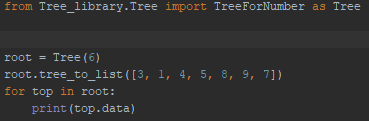 from Tree_library.Tree import TreeForNumber as Tree
root = Tree(6)
root.tree_to_list([3, 1, 4, 5, 8, 9, 7])
for top in root:
    print(top.data)